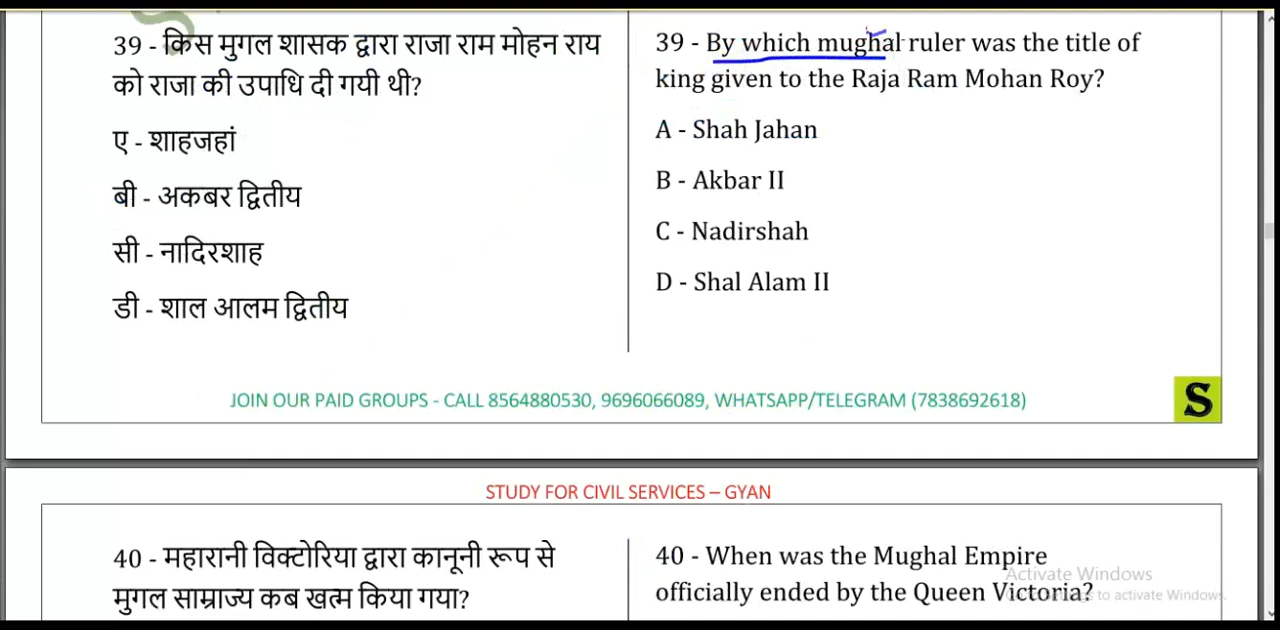 39 - किस मुगल शासक द्वारा राजा राम मोहन राय
को राजा की उपाधि दी गयी थी?
ए - शाहजहां
बी - अकबर द्वितीय
सी - नादिरशाह
डी - शाल आलम द्वितीय
39 - By which mughal ruler was the title of
king given to the Raja Ram Mohan Roy?
A - Shah Jahan
B - Akbar II
C - Nadirshah
D - Shal Alam II
JOIN OUR PAID GROUPS - CALL 8564880530, 9696066089, WHATSAPP/TELEGRAM (7838692618)
S
STUDY FOR CIVIL SERVICES – GYAN
40 - महारानी विक्टोरिया द्वारा कानूनी रूप से
मुगल साम्राज्य कब खत्म किया गया?
40 - When was the Mughal Empire
officially ended by the Queen Victoria?
Activate Windows
to activate Windows.